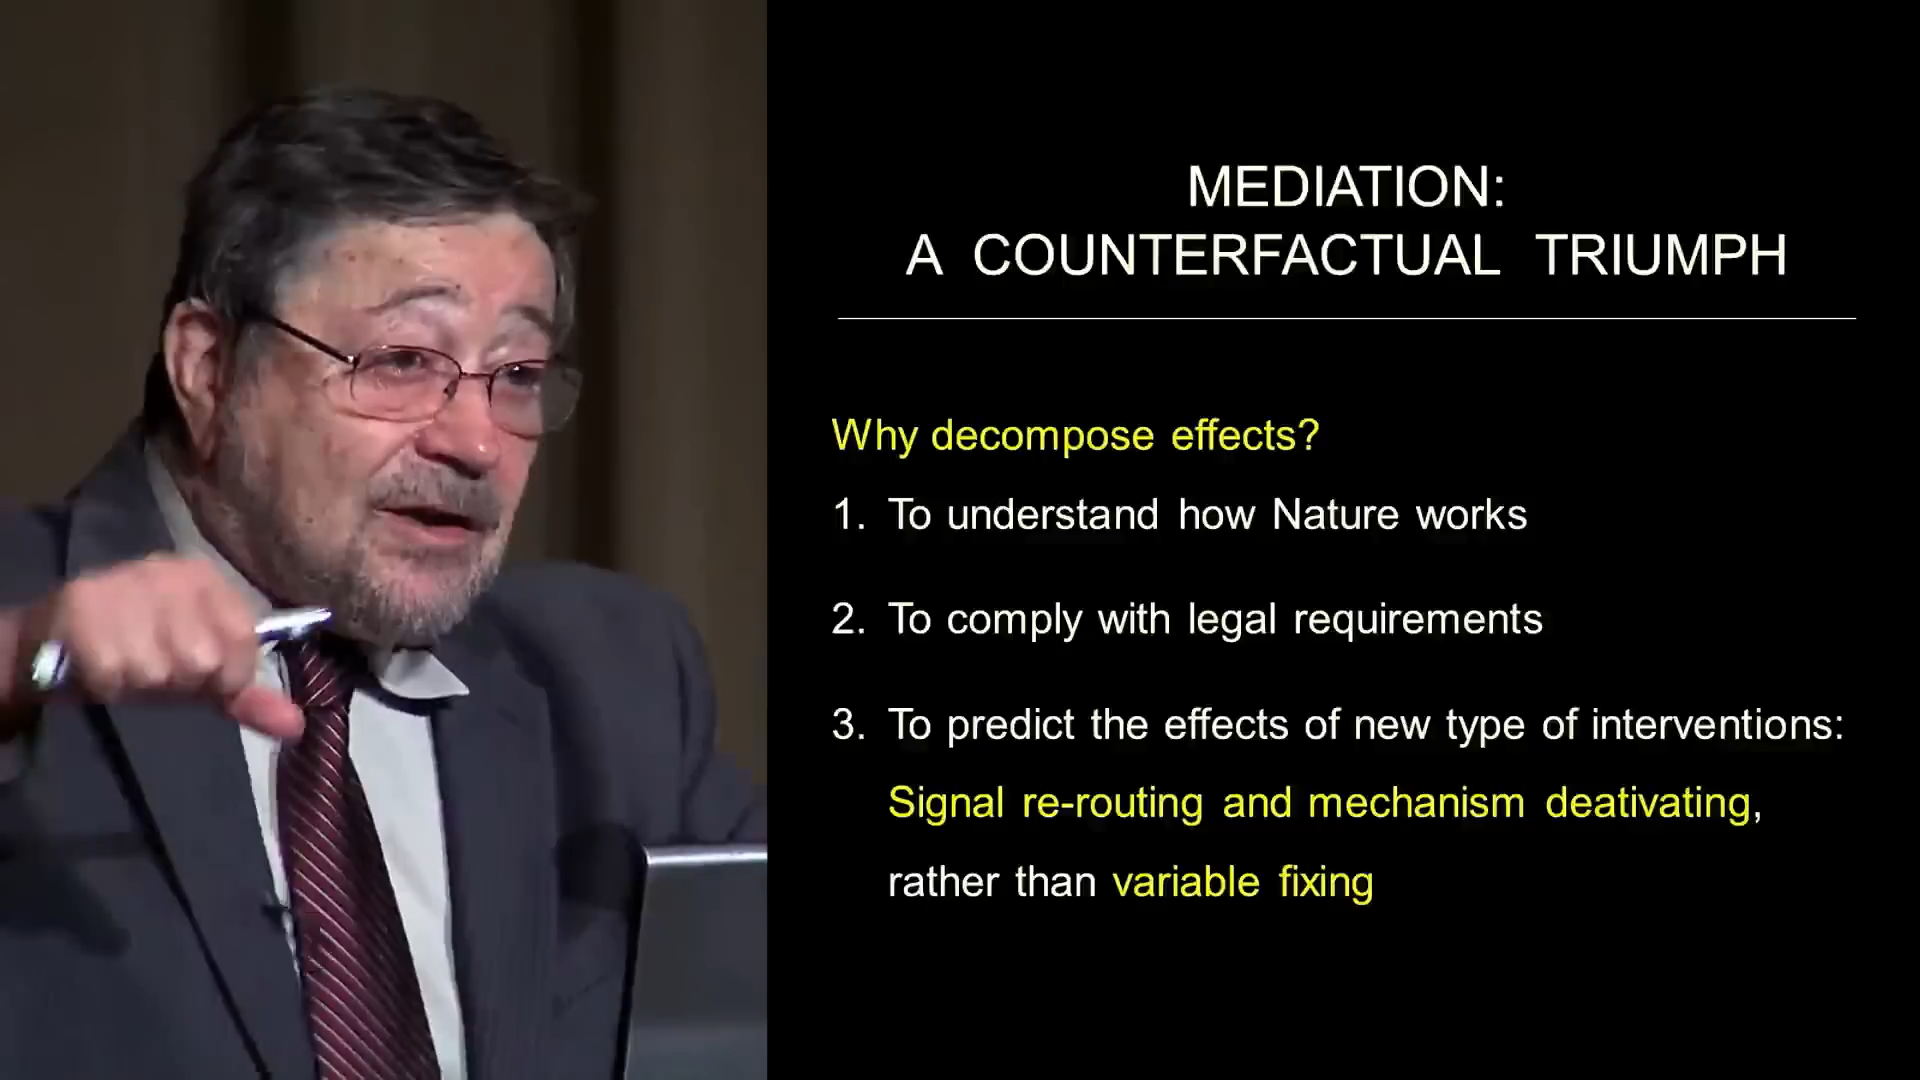 MEDIATION:
A COUNTERFACTUAL TRIUMPH
Why decompose effects?
1. To understand how Nature works
2. To comply with legal requirements
3. To predict the effects of new type of interventions:
Signal re-routing and mechanism deativating,
rather than variable fixing